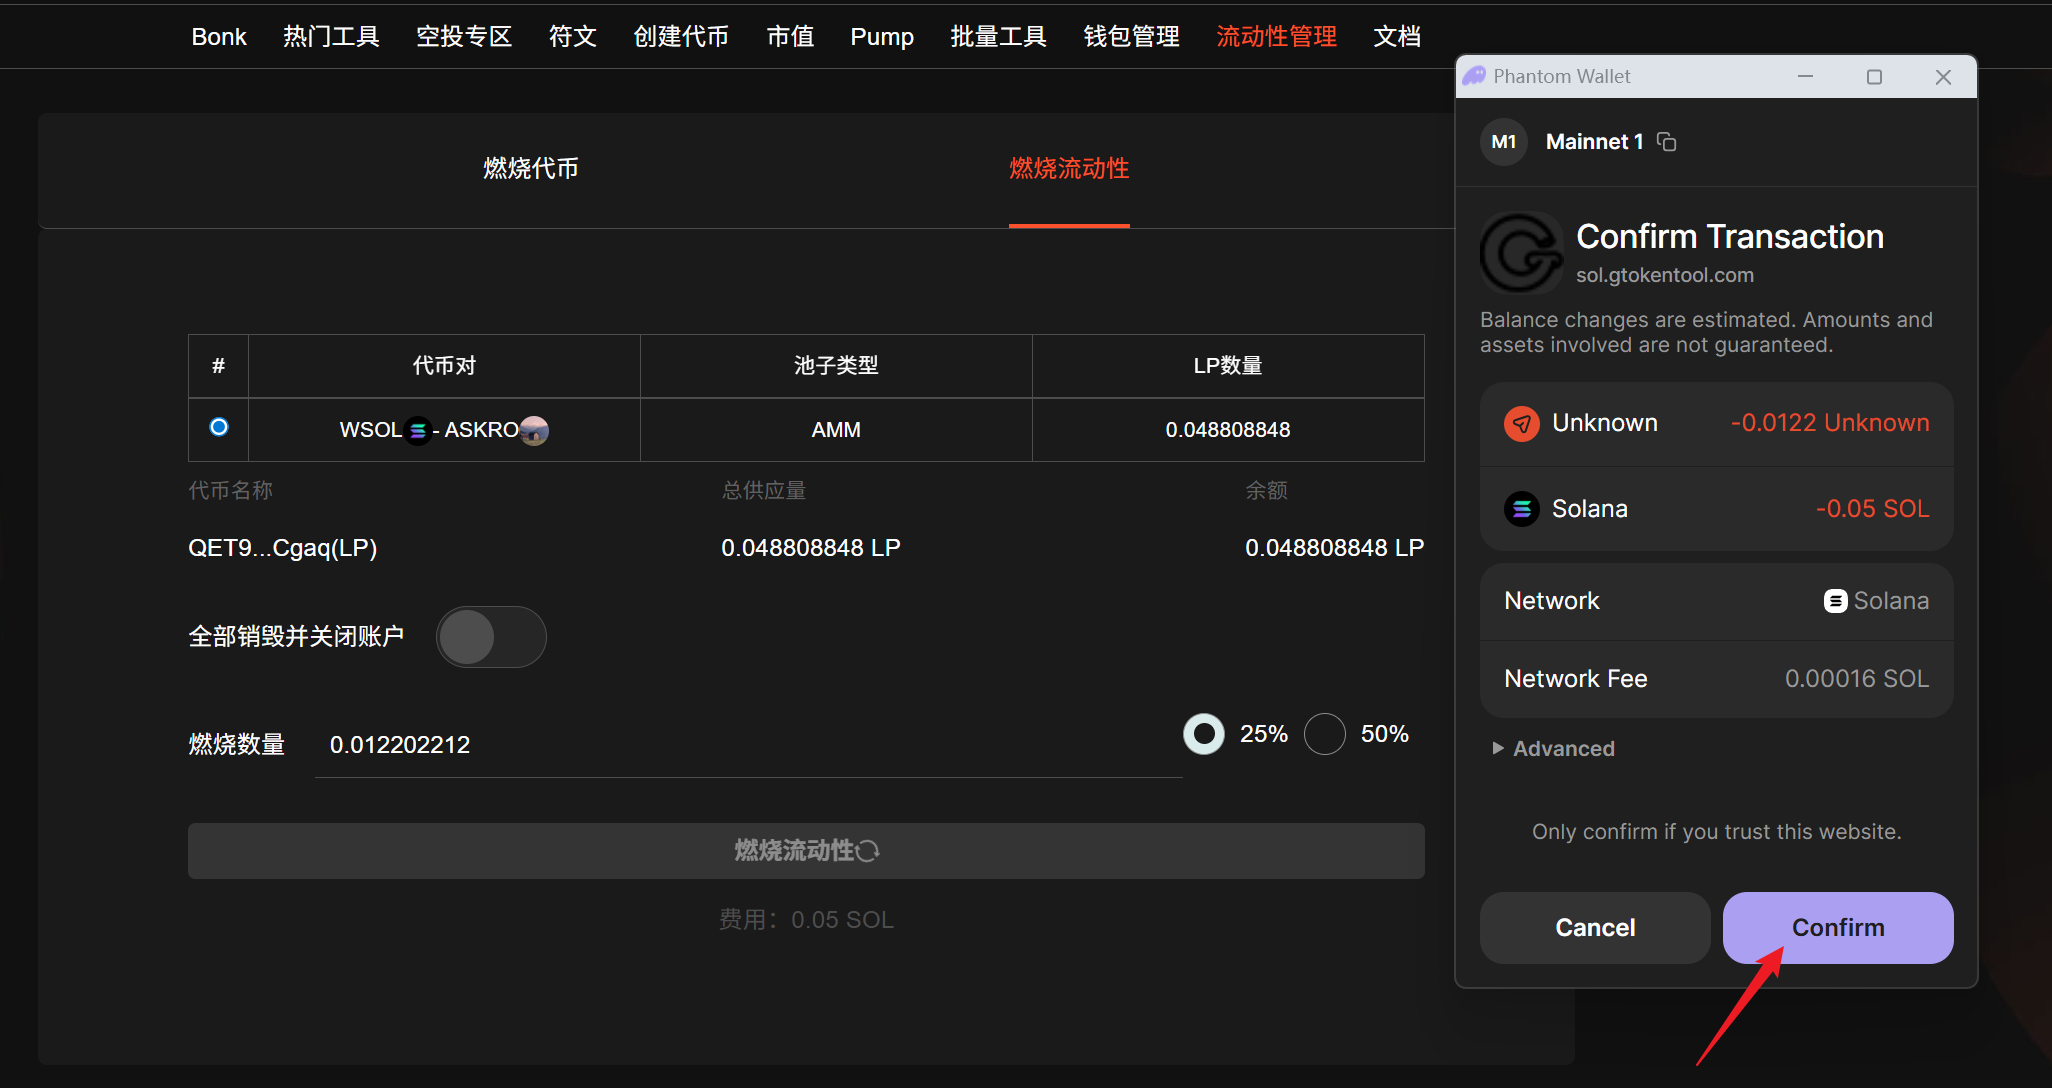 Bonk 热门工具 空投专区 符文 创建代币 市值 Pump 批量工具 钱包管理 流动性管理 文档
燃烧代币 燃烧流动性
# 代币对 池子类型 LP数量
WSOL - ASKRO AMM 0.048808848
代币名称 总供应量 余额
QET9...Cgaq(LP) 0.048808848 LP 0.048808848 LP
全部销毁并关闭账户
燃烧数量 0.012202212 25% 50%
燃烧流动性
费用：0.05 SOL
Phantom Wallet
M1 Mainnet 1
Confirm Transaction
sol.gtokentool.com
Balance changes are estimated. Amounts and
assets involved are not guaranteed.
Unknown -0.0122 Unknown
Solana -0.05 SOL
Network Solana
Network Fee 0.00016 SOL
Advanced
Only confirm if you trust this website.
Cancel Confirm